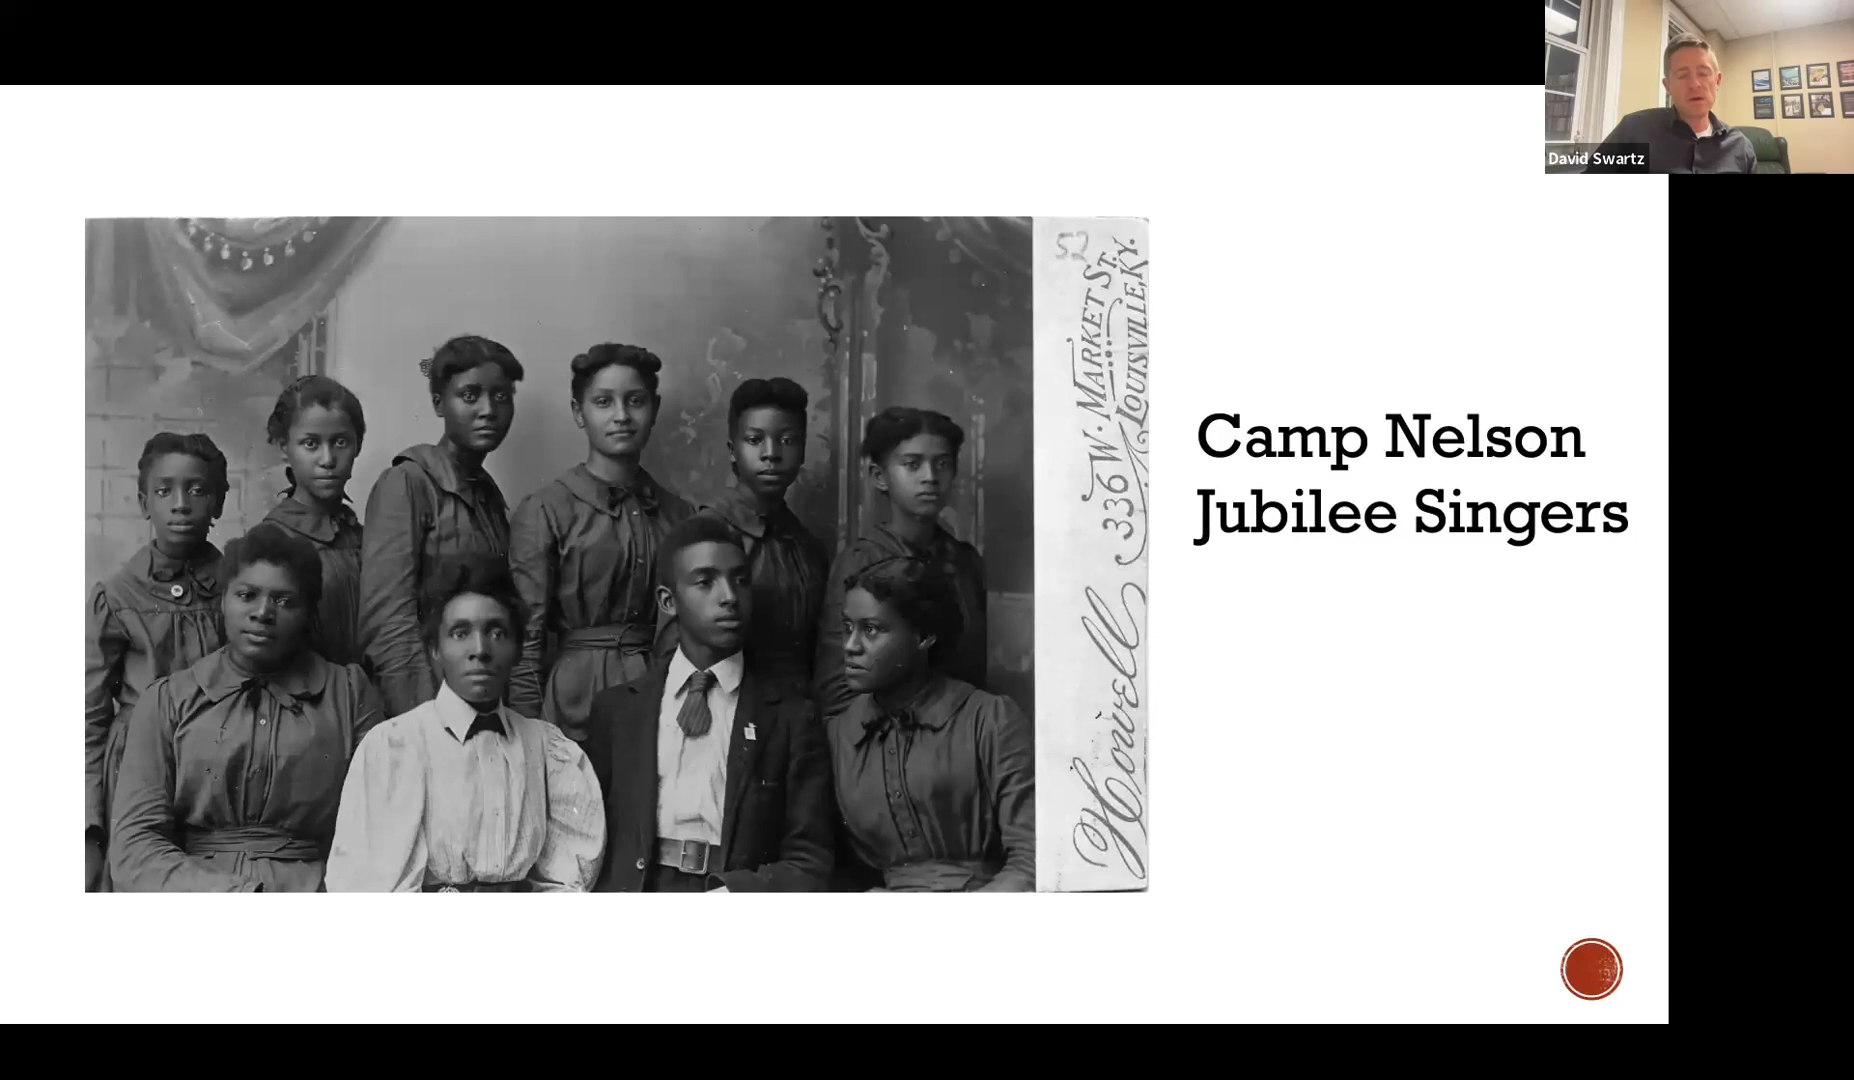 David Swartz
52
Howell
336 W. MARKET ST.
LOUISVILLE, KY.
Camp Nelson
Jubilee Singers